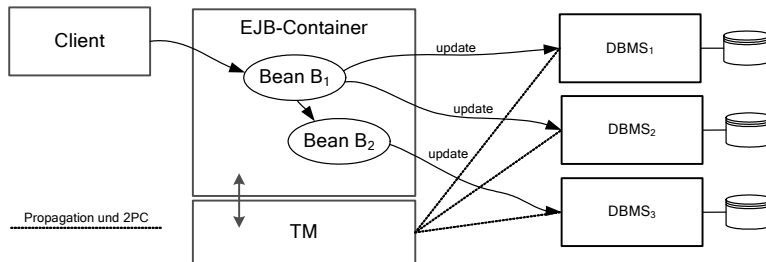 EJB-Container
Client
Bean B₁
Bean B₂
update
update
update
DBMS₁
DBMS₂
DBMS₃
Propagation und 2PC
TM